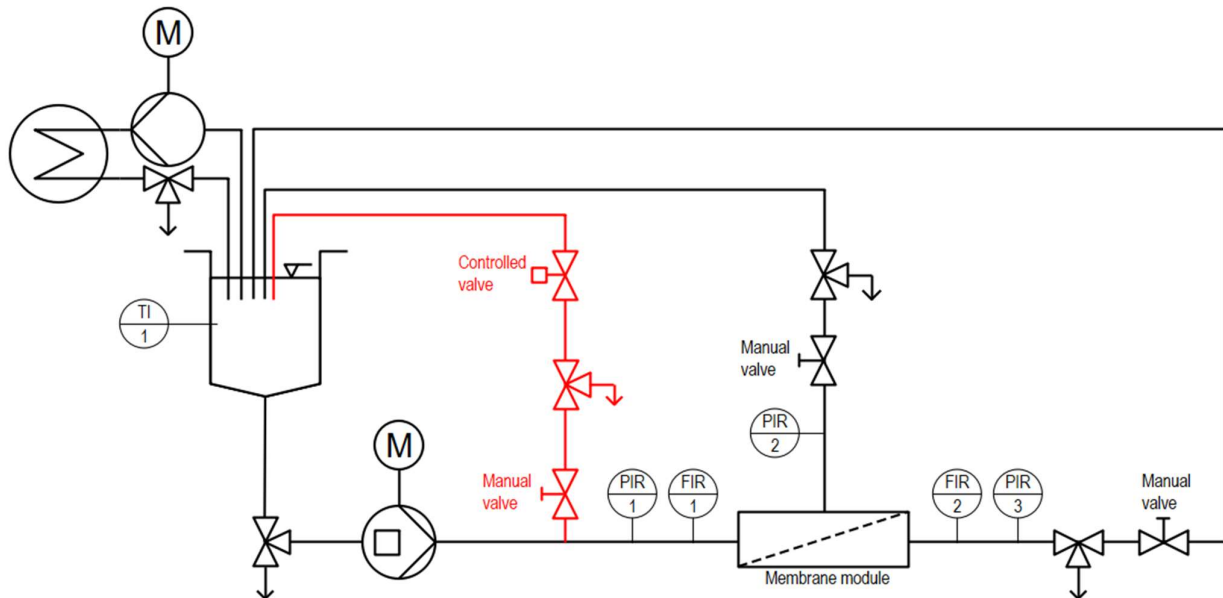 M
Controlled
valve
TI
1
Manual
valve
PIR
2
M
Manual
valve
PIR
1
FIR
1
FIR
2
PIR
3
Manual
valve
Membrane module